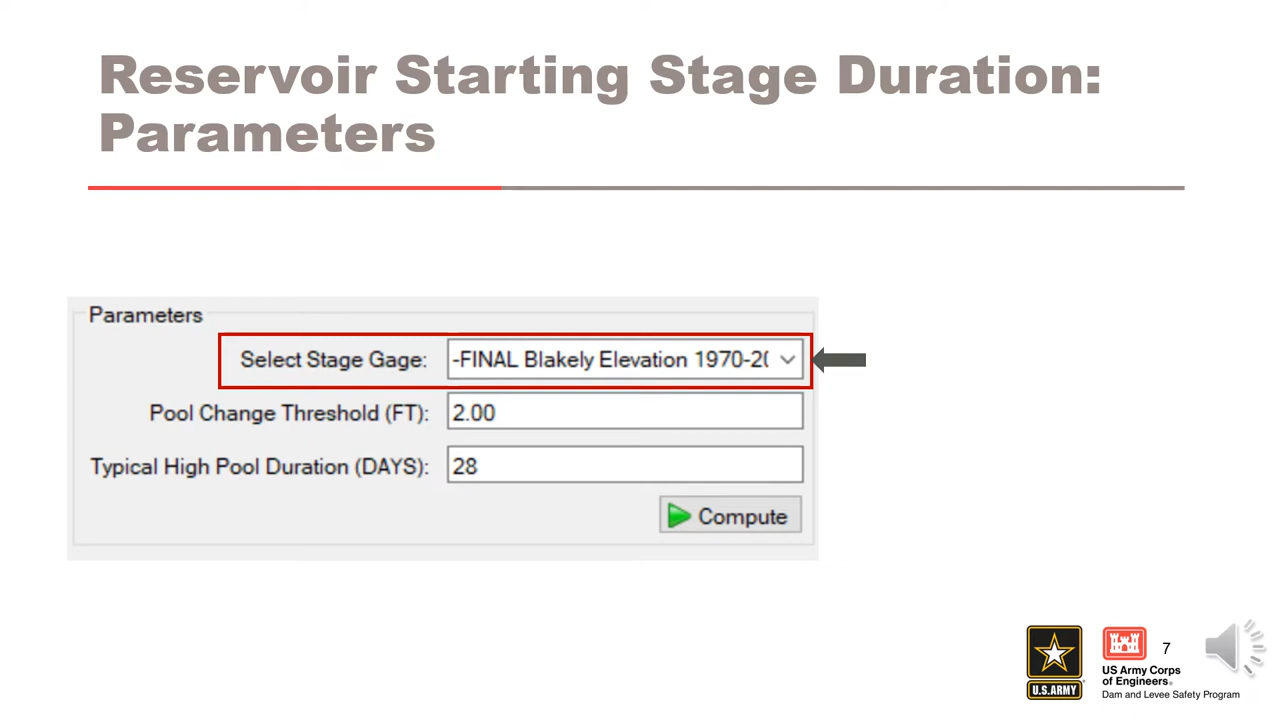 Reservoir Starting Stage Duration:
Parameters
Parameters
Select Stage Gage: -FINAL Blakely Elevation 1970-20
Pool Change Threshold (FT): 2.00
Typical High Pool Duration (DAYS): 28
Compute
U.S.ARMY
US Army Corps
of Engineers®
Dam and Levee Safety Program
7